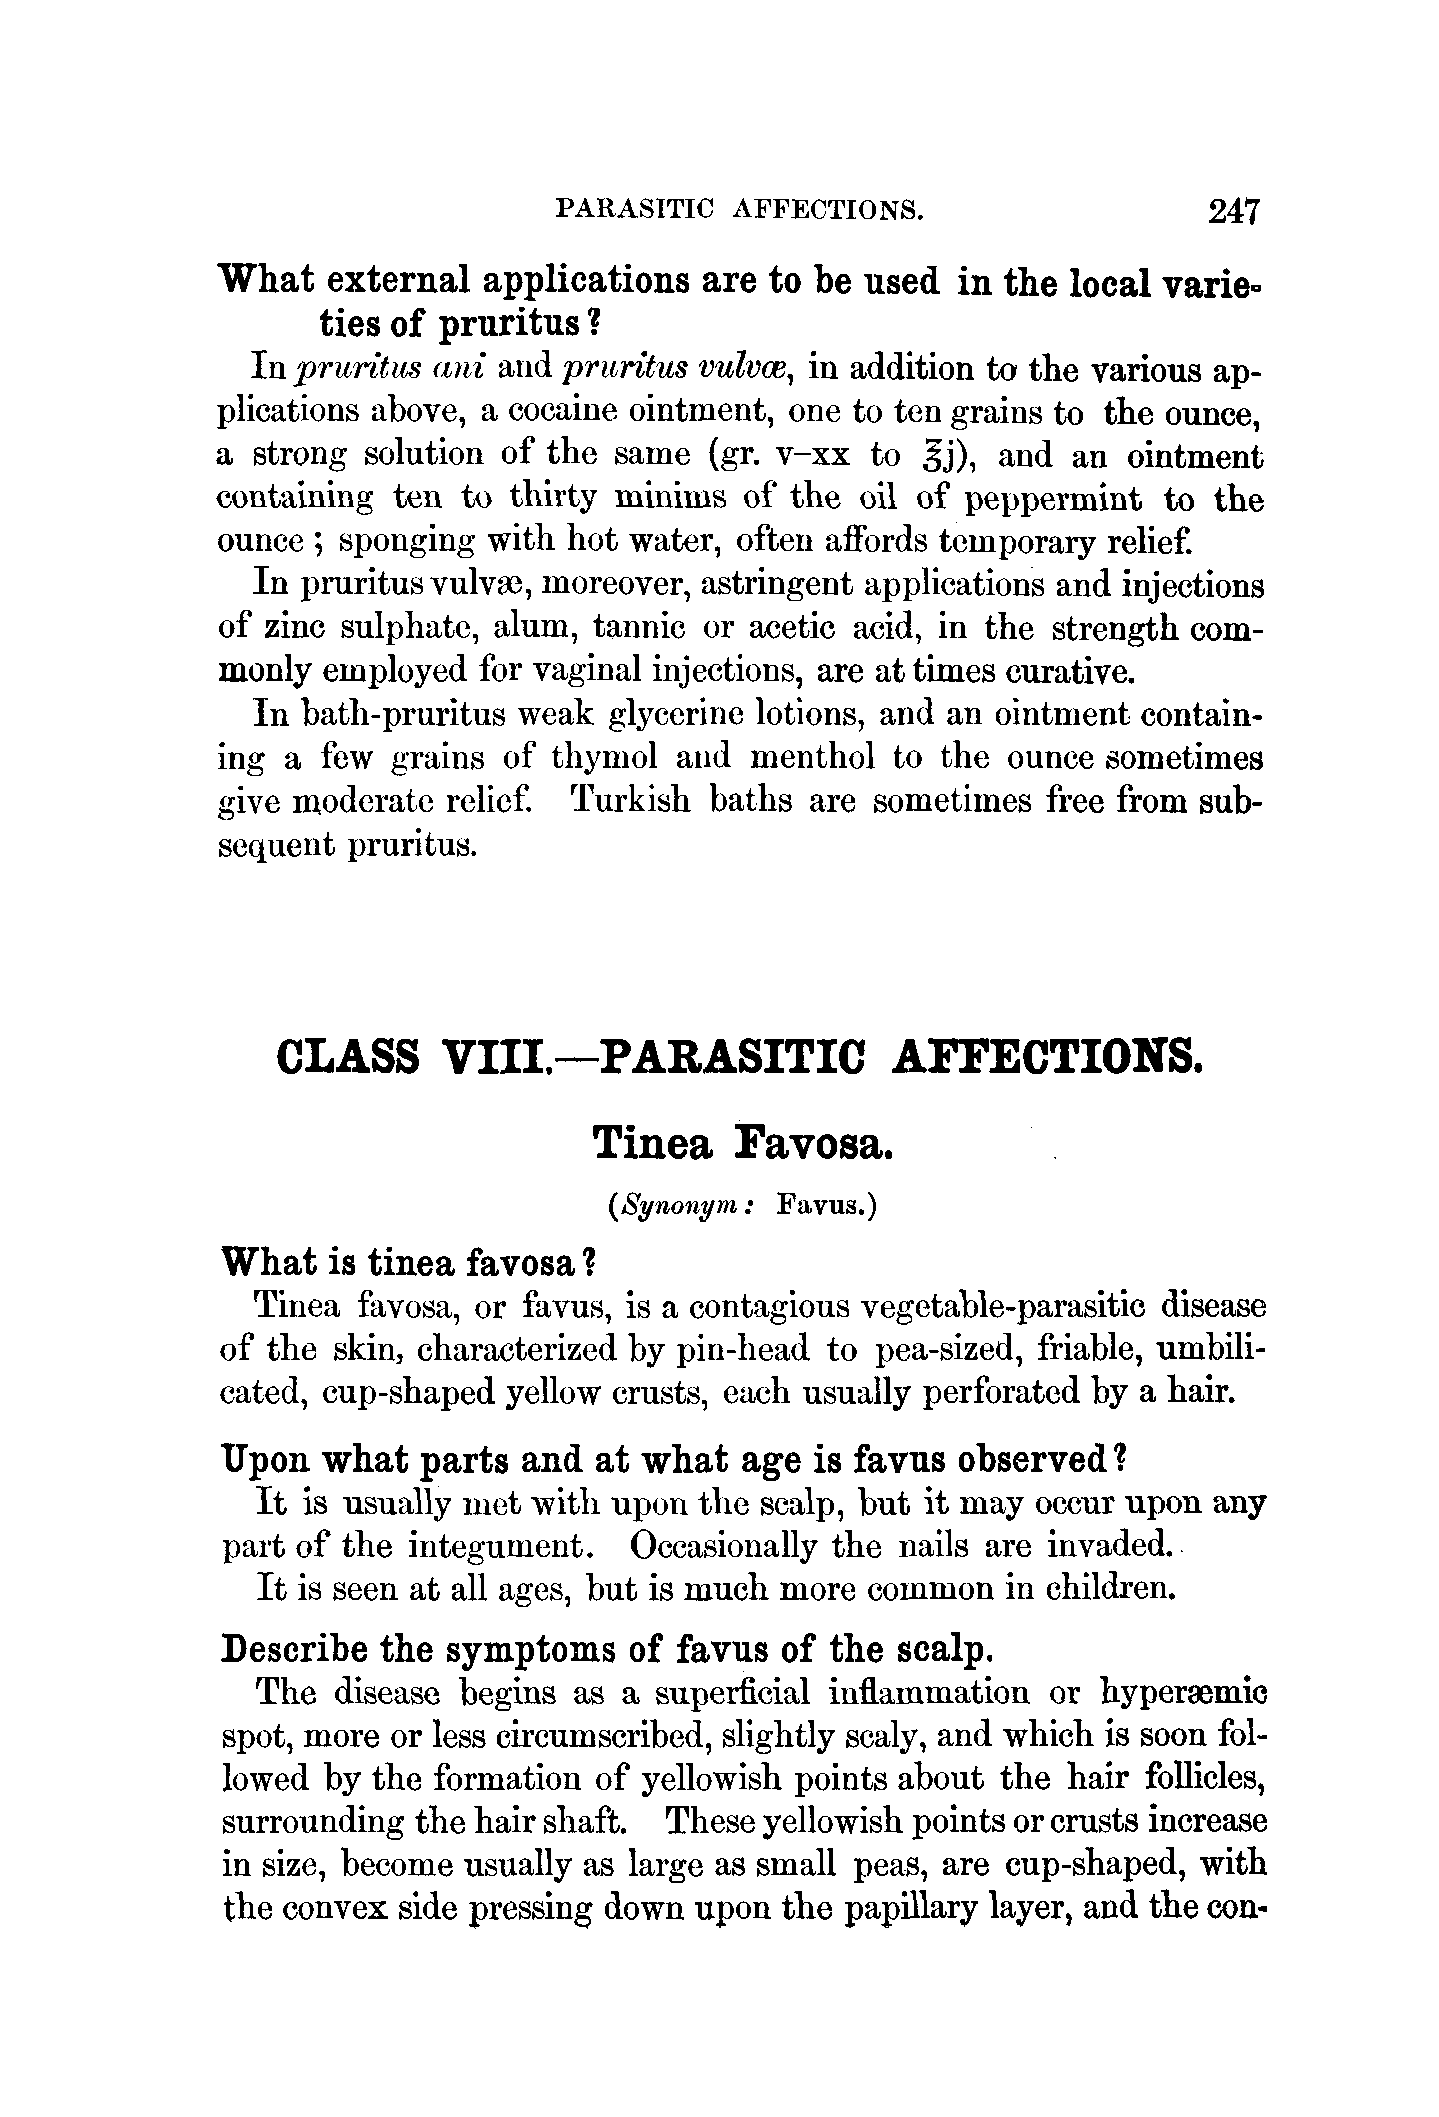 PARASITIC AFFECTIONS. 247
What external applications are to be used in the local varie-
ties of pruritus?
In pruritus ani and pruritus vulvæ, in addition to the various ap-
plications above, a cocaine ointment, one to ten grains to the ounce,
a strong solution of the same (gr. v–xx to ℥j), and an ointment
containing ten to thirty minims of the oil of peppermint to the
ounce; sponging with hot water, often affords temporary relief.
In pruritus vulvæ, moreover, astringent applications and injections
of zinc sulphate, alum, tannic or acetic acid, in the strength com-
monly employed for vaginal injections, are at times curative.
In bath-pruritus weak glycerine lotions, and an ointment contain-
ing a few grains of thymol and menthol to the ounce sometimes
give moderate relief. Turkish baths are sometimes free from sub-
sequent pruritus.
CLASS VIII.—PARASITIC AFFECTIONS.
Tinea Favosa.
(Synonym: Favus.)
What is tinea favosa?
Tinea favosa, or favus, is a contagious vegetable-parasitic disease
of the skin, characterized by pin-head to pea-sized, friable, umbili-
cated, cup-shaped yellow crusts, each usually perforated by a hair.
Upon what parts and at what age is favus observed?
It is usually met with upon the scalp, but it may occur upon any
part of the integument. Occasionally the nails are invaded.
It is seen at all ages, but is much more common in children.
Describe the symptoms of favus of the scalp.
The disease begins as a superficial inflammation or hyperæmic
spot, more or less circumscribed, slightly scaly, and which is soon fol-
lowed by the formation of yellowish points about the hair follicles,
surrounding the hair shaft. These yellowish points or crusts increase
in size, become usually as large as small peas, are cup-shaped, with
the convex side pressing down upon the papillary layer, and the con-